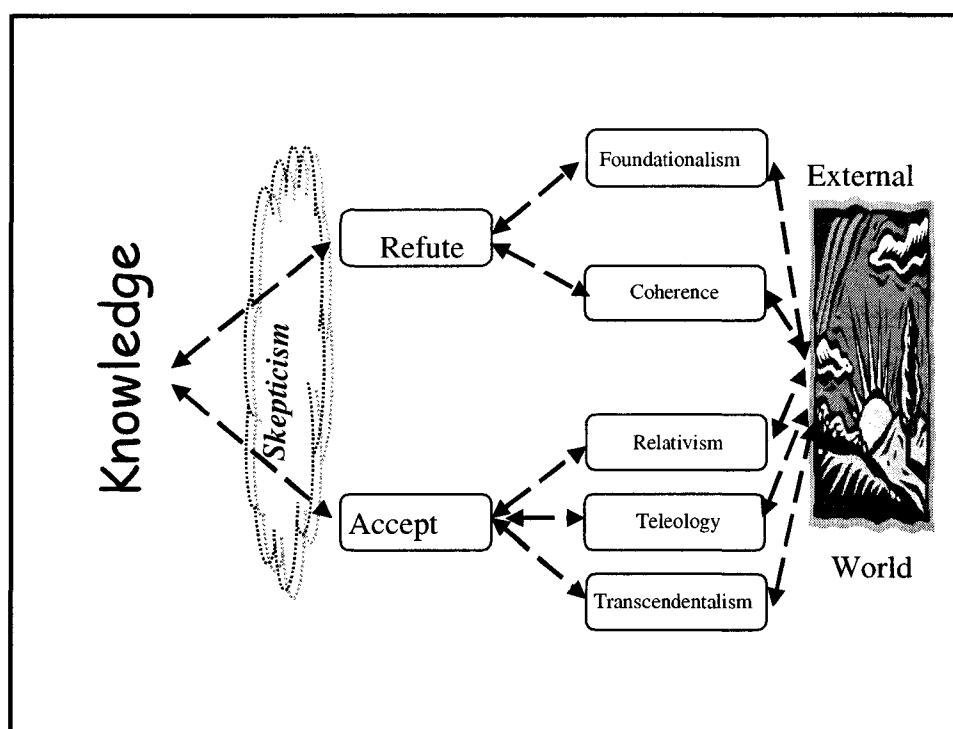 Knowledge
Skepticism
Refute
Accept
Foundationalism
Coherence
Relativism
Teleology
Transcendentalism
External
World